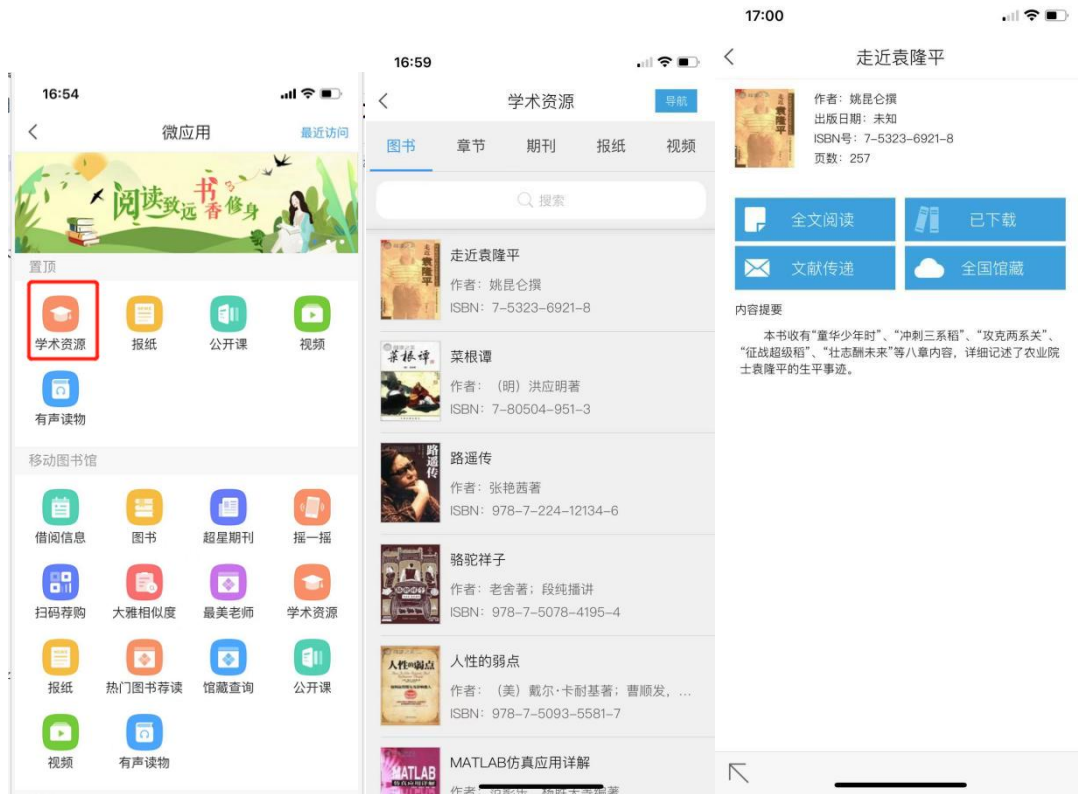 16:54
微应用
最近访问
阅读致远 书香修身
置顶
学术资源
报纸
公开课
视频
有声读物
移动图书馆
借阅信息
图书
超星期刊
摇一摇
扫码荐购
大雅相似度
最美老师
学术资源
报纸
热门图书荐读
馆藏查询
公开课
视频
有声读物
16:59
学术资源
导航
图书
章节
期刊
报纸
视频
搜索
走近袁隆平
作者：姚昆仑撰
ISBN：7-5323-6921-8
菜根谭
作者：（明）洪应明著
ISBN：7-80504-951-3
路遥传
作者：张艳茜著
ISBN：978-7-224-12134-6
骆驼祥子
作者：老舍著；段纯播讲
ISBN：978-7-5078-4195-4
人性的弱点
作者：（美）戴尔·卡耐基著；曹顺发，...
ISBN：978-7-5093-5581-7
MATLAB仿真应用详解
17:00
走近袁隆平
作者：姚昆仑撰
出版日期：未知
ISBN号：7-5323-6921-8
页数：257
全文阅读
已下载
文献传递
全国馆藏
内容提要
本书收有“童华少年时”、“冲刺三系稻”、“攻克两系关”、
“征战超级稻”、“壮志酬未来”等八章内容，详细记述了农业院
士袁隆平的生平事迹。